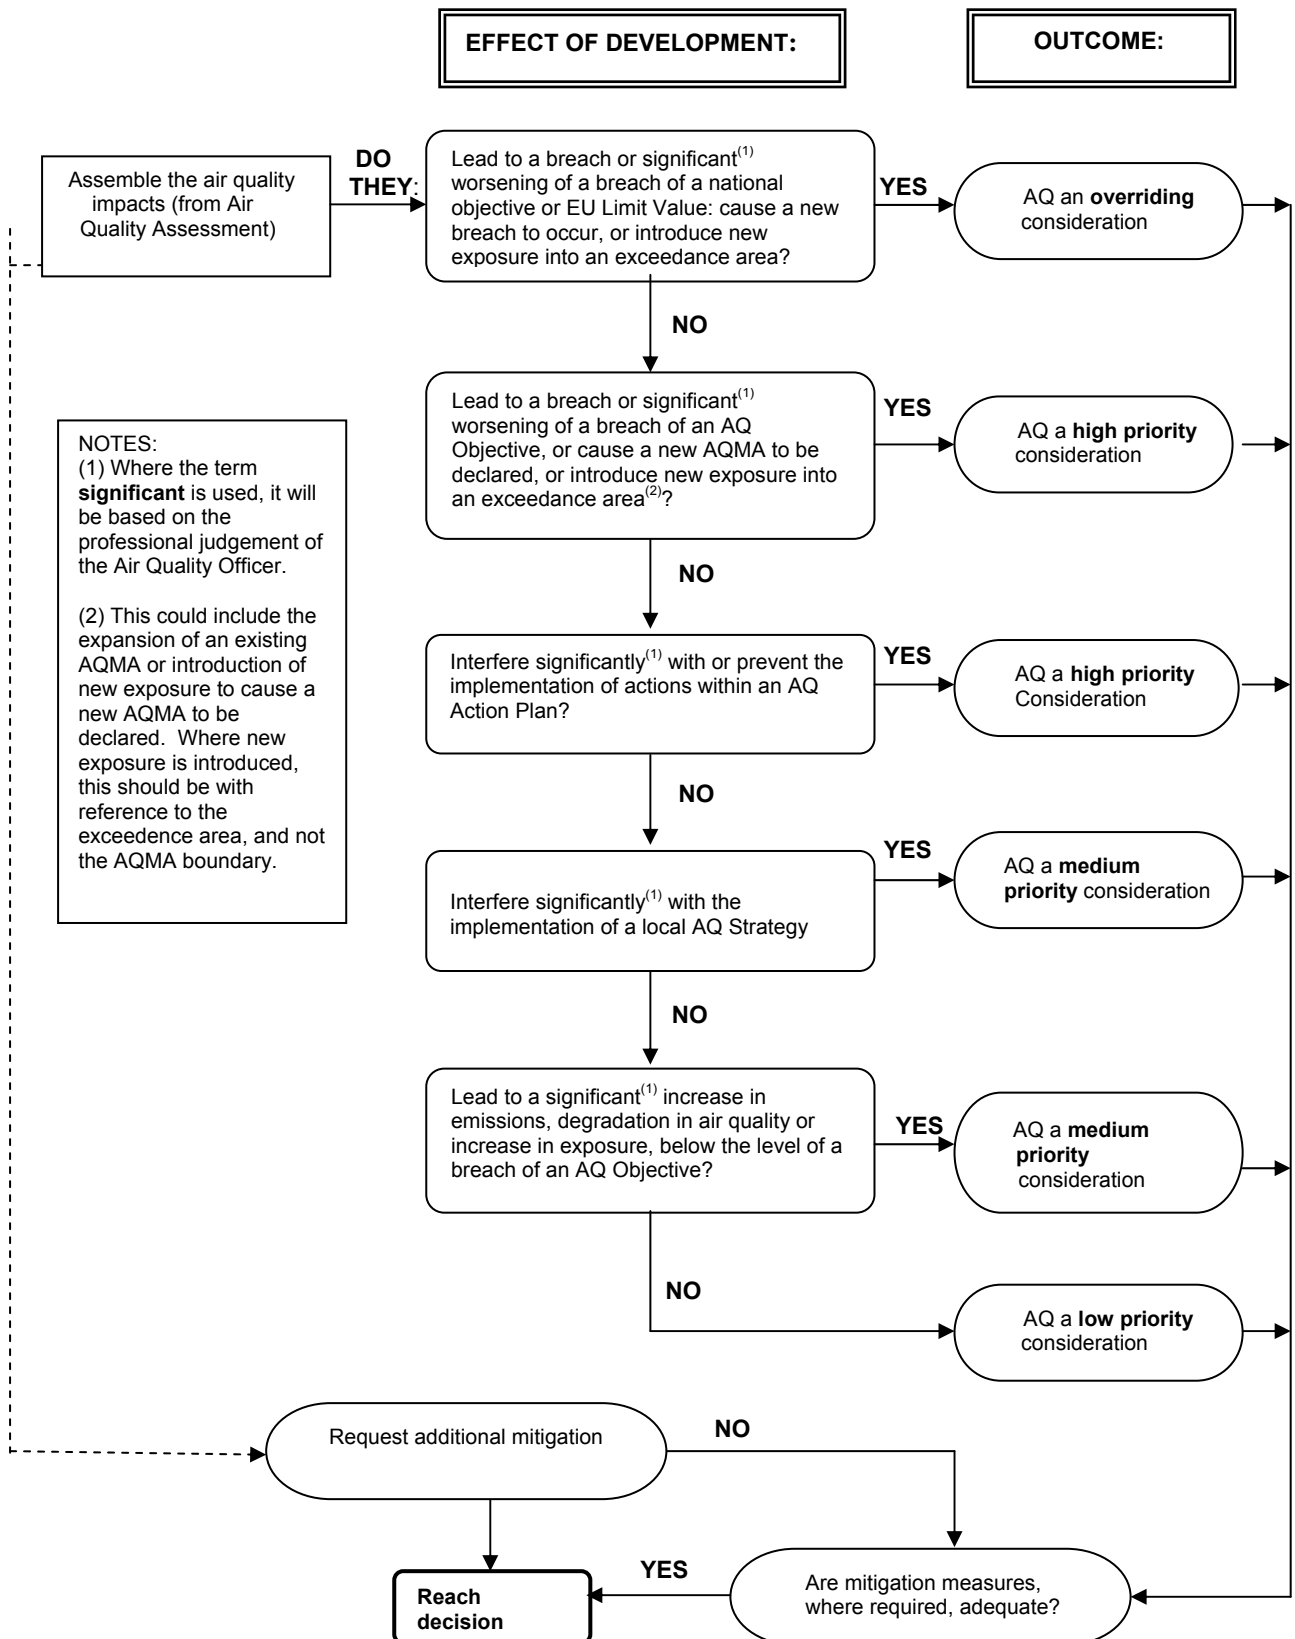 EFFECT OF DEVELOPMENT:
OUTCOME:
Assemble the air quality
impacts (from Air
Quality Assessment)
DO
THEY:
Lead to a breach or significant(1)
worsening of a breach of a national
objective or EU Limit Value: cause a new
breach to occur, or introduce new
exposure into an exceedance area?
YES
AQ an overriding
consideration
NO
Lead to a breach or significant(1)
worsening of a breach of an AQ
Objective, or cause a new AQMA to be
declared, or introduce new exposure into
an exceedance area(2)?
YES
AQ a high priority
consideration
NOTES:
(1) Where the term
significant is used, it will
be based on the
professional judgement of
the Air Quality Officer.
(2) This could include the
expansion of an existing
AQMA or introduction of
new exposure to cause a
new AQMA to be
declared. Where new
exposure is introduced,
this should be with
reference to the
exceedence area, and not
the AQMA boundary.
NO
Interfere significantly(1) with or prevent the
implementation of actions within an AQ
Action Plan?
YES
AQ a high priority
Consideration
NO
Interfere significantly(1) with the
implementation of a local AQ Strategy
YES
AQ a medium
priority consideration
NO
Lead to a significant(1) increase in
emissions, degradation in air quality or
increase in exposure, below the level of a
breach of an AQ Objective?
YES
AQ a medium
priority
consideration
NO
AQ a low priority
consideration
Request additional mitigation
NO
Are mitigation measures,
where required, adequate?
YES
Reach
decision